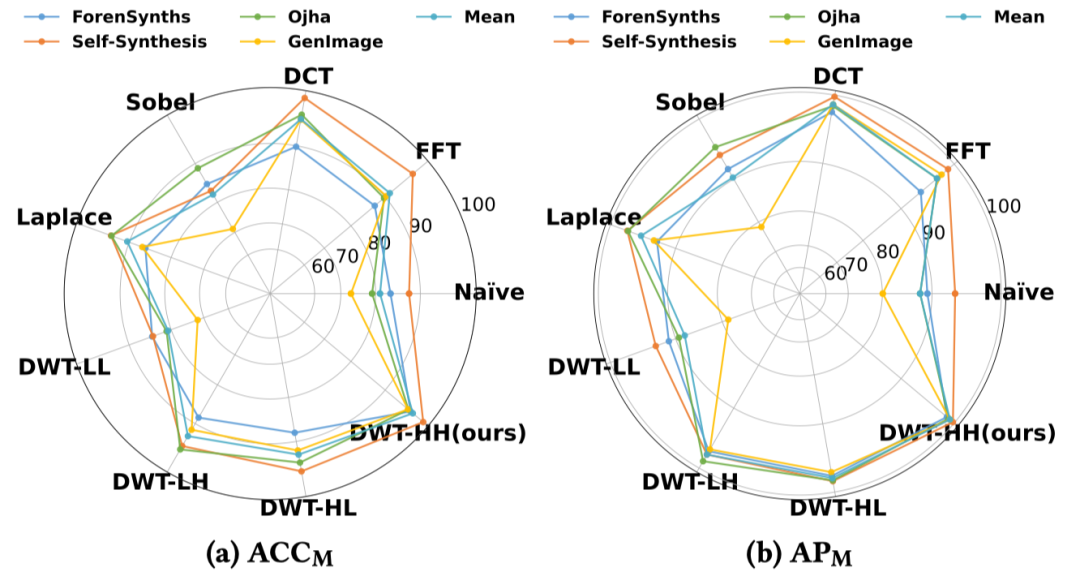 ForenSynths Ojha Mean
Self-Synthesis GenImage
DCT
Sobel
FFT
Laplace
100
90
80
70
60
Naïve
DWT-LL
DWT-HH(ours)
DWT-LH
DWT-HL
(a) ACC_M
ForenSynths Ojha Mean
Self-Synthesis GenImage
DCT
Sobel
FFT
Laplace
100
90
80
70
60
Naïve
DWT-LL
DWT-HH(ours)
DWT-LH
DWT-HL
(b) AP_M